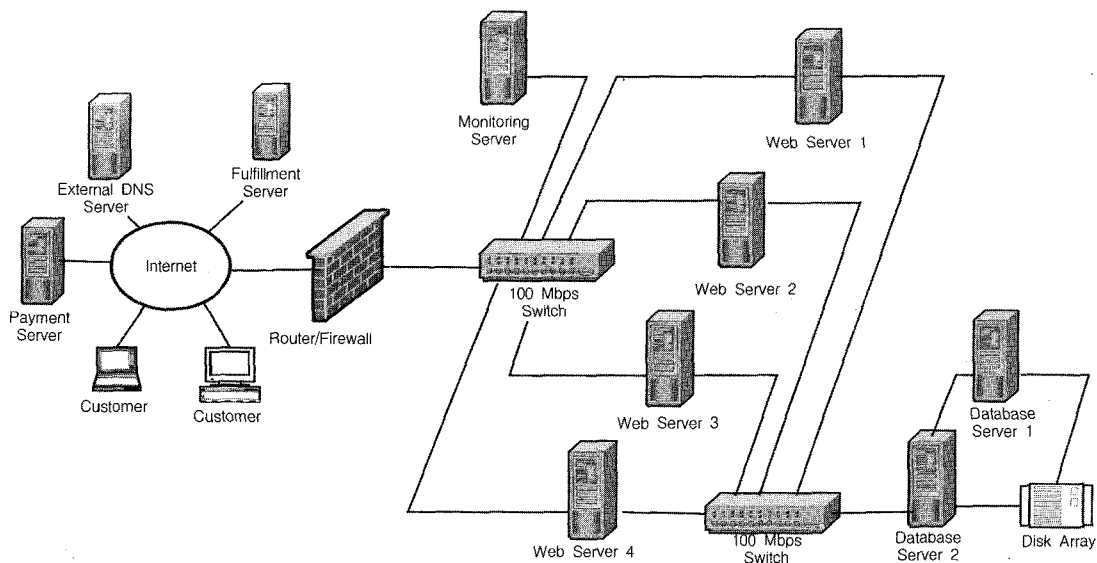 Monitoring
Server
Web Server 1
External DNS
Server
Fulfillment
Server
Internet
Payment
Server
Customer
Customer
Router/Firewall
100 Mbps
Switch
Web Server 2
Web Server 3
Web Server 4
100 Mbps
Switch
Database
Server 1
Database
Server 2
Disk Array